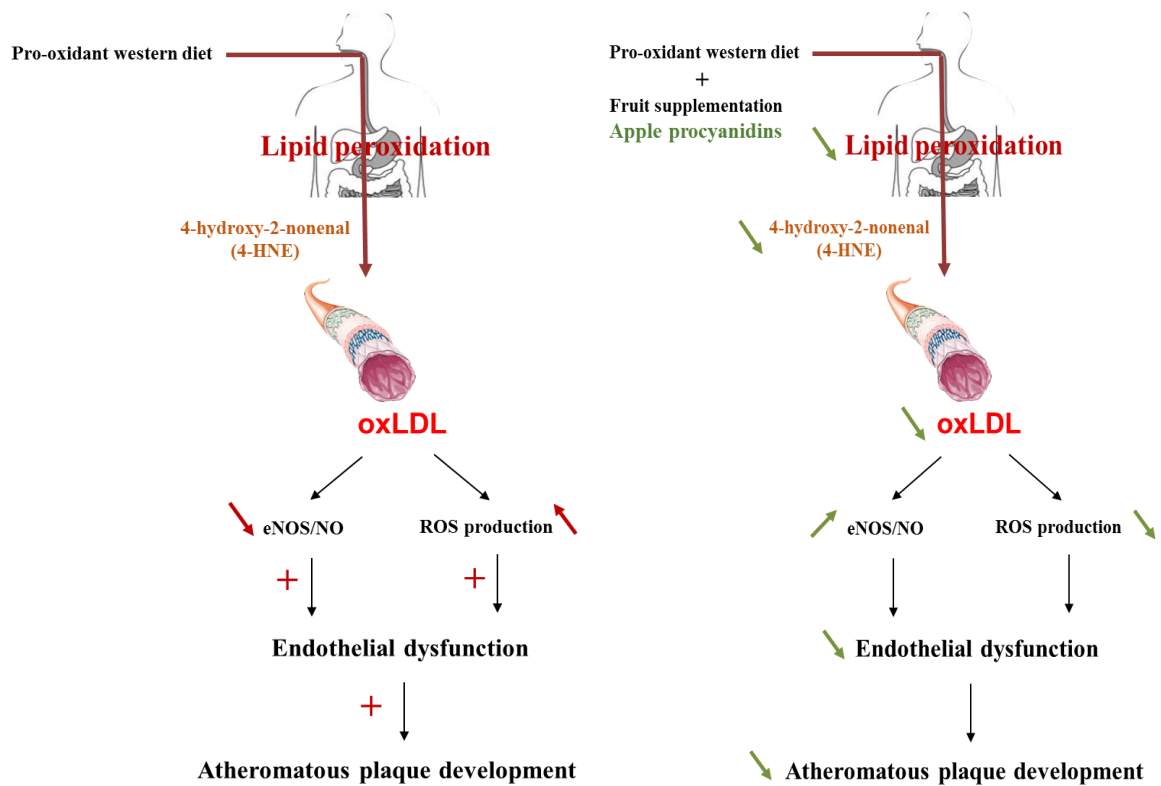 Pro-oxidant western diet
Lipid peroxidation
4-hydroxy-2-nonenal
(4-HNE)
oxLDL
eNOS/NO
ROS production
+
+
Endothelial dysfunction
+
Atheromatous plaque development
Pro-oxidant western diet
+
Fruit supplementation
Apple procyanidins
Lipid peroxidation
4-hydroxy-2-nonenal
(4-HNE)
oxLDL
eNOS/NO
ROS production
Endothelial dysfunction
Atheromatous plaque development